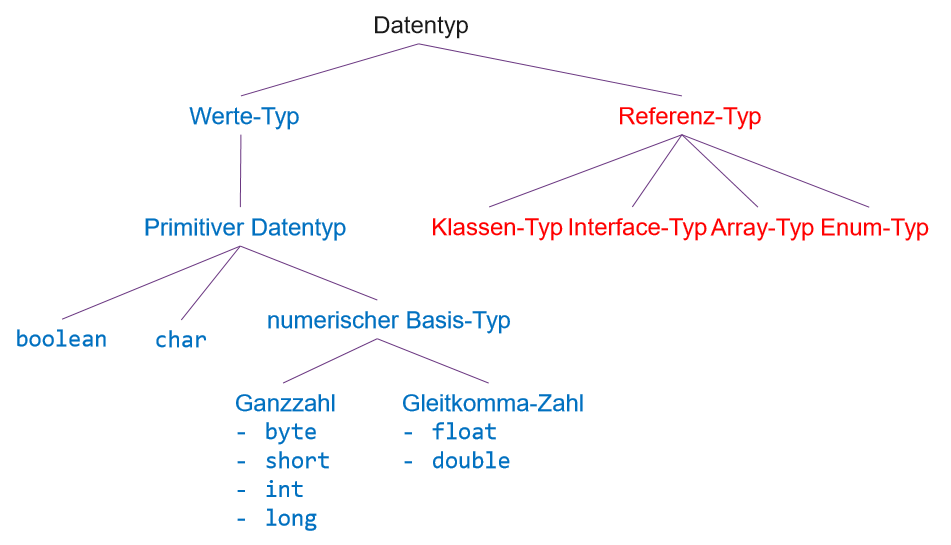 Datentyp
Werte-Typ Referenz-Typ
Primitiver Datentyp Klassen-Typ Interface-Typ Array-Typ Enum-Typ
boolean char numerischer Basis-Typ
Ganzzahl Gleitkomma-Zahl
- byte - float
- short - double
- int
- long